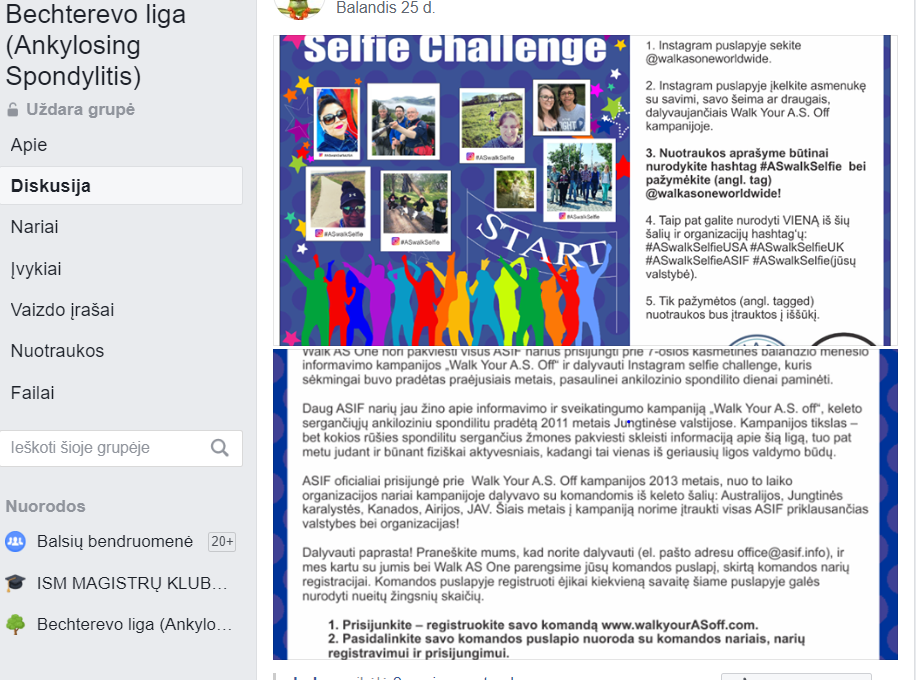 Bechterevo liga
(Ankylosing
Spondylitis)
Uždara grupė
Apie
Diskusija
Nariai
Įvykiai
Vaizdo įrašai
Nuotraukos
Failai
Ieškoti šioje grupėje
Nuorodos
Balsių bendruomenė 20+
ISM MAGISTRŲ KLUB...
Bechterevo liga (Ankylo...
Balandis 25 d.
Selfie Challenge
#ASwalkSelfie
#ASwalkSelfie
#ASwalkSelfie
#ASwalkSelfie
#ASwalkSelfie
START
1. Instagram puslapyje sekite
@walkasoneworldwide.
2. Instagram puslapyje įkelkite asmenukę
su savimi, savo šeima ar draugais,
dalyvaujančiais Walk Your A.S. Off
kampanijoje.
3. Nuotraukos aprašyme būtinai
nurodykite hashtag #ASwalkSelfie bei
pažymėkite (angl. tag)
@walkasoneworldwide!
4. Taip pat galite nurodyti VIENĄ iš šių
šalių ir organizacijų hashtag'ų:
#ASwalkSelfieUSA #ASwalkSelfieUK
#ASwalkSelfieASIF #ASwalkSelfie(jūsų
valstybė).
5. Tik pažymėtos (angl. tagged)
nuotraukos bus įtrauktos į iššūkį.
Walk AS One nori pakviesti visus ASIF narius prisijungti prie 7-osios kasmetinės balandžio mėnesio
informavimo kampanijos „Walk Your A.S. Off“ ir dalyvauti Instagram selfie challenge, kuris
sėkmingai buvo pradėtas praėjusiais metais, pasaulinei ankilozinio spondilito dienai paminėti.
Daug ASIF narių jau žino apie informavimo ir sveikatingumo kampaniją „Walk Your A.S. off“, keleto
sergančiųjų ankiloziniu spondilitu pradėtą 2011 metais Jungtinėse valstijose. Kampanijos tikslas –
bet kokios rūšies spondilitu sergančius žmones pakviesti skleisti informaciją apie šią ligą, tuo pat
metu judant ir būnant fiziškai aktyvesniais, kadangi tai vienas iš geriausių ligos valdymo būdų.
ASIF oficialiai prisijungė prie Walk Your A.S. Off kampanijos 2013 metais, nuo to laiko
organizacijos nariai kampanijoje dalyvavo su komandomis iš keleto šalių: Australijos, Jungtinės
karalystės, Kanados, Airijos, JAV. Šiais metais į kampaniją norime įtraukti visas ASIF priklausančias
valstybes bei organizacijas!
Dalyvauti paprasta! Praneškite mums, kad norite dalyvauti (el. pašto adresu office@asif.info), ir
mes kartu su jumis bei Walk AS One parengsime jūsų komandos puslapį, skirtą komandos narių
registracijai. Komandos puslapyje registruoti ėjikai kiekvieną savaitę šiame puslapyje galės
nurodyti nueitų žingsnių skaičių.
1. Prisijunkite – registruokite savo komandą www.walkyourASoff.com.
2. Pasidalinkite savo komandos puslapio nuoroda su komandos nariais, narių
registravimui ir prisijungimui.